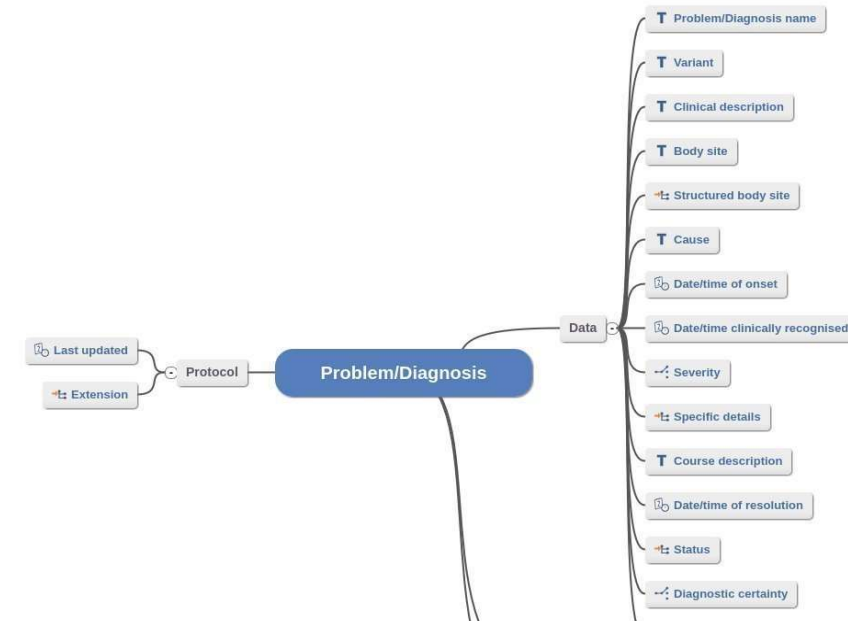 Problem/Diagnosis name
Variant
Clinical description
Body site
Structured body site
Cause
Date/time of onset
Data
Date/time clinically recognised
Severity
Specific details
Course description
Date/time of resolution
Status
Diagnostic certainty
Problem/Diagnosis
Protocol
Last updated
Extension